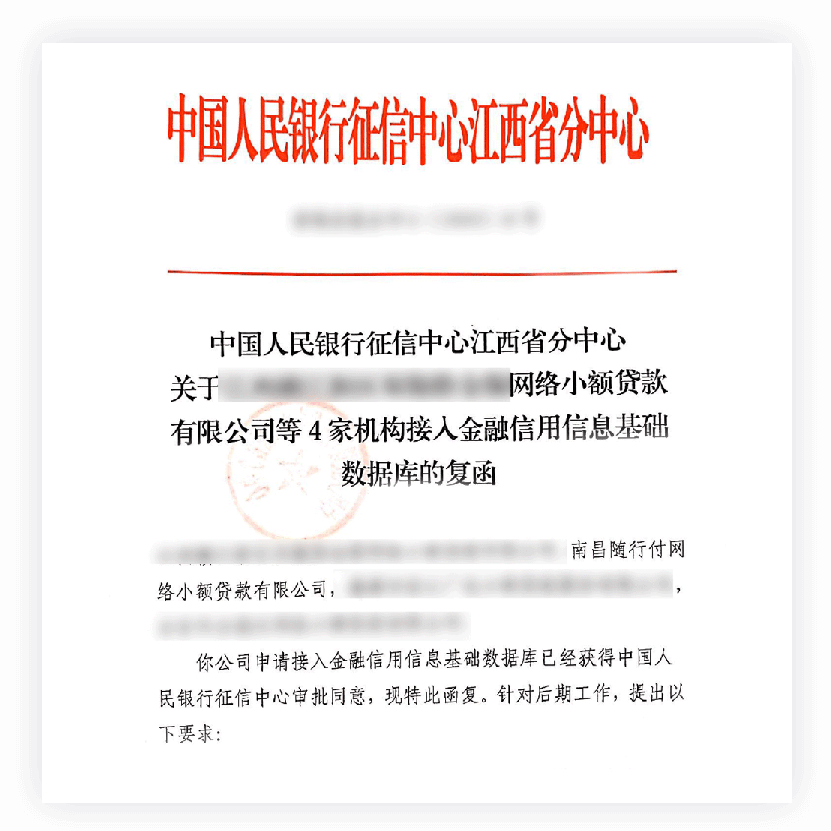 中国人民银行征信中心江西省分中心
中国人民银行征信中心江西省分中心
关于网络小额贷款
有限公司等4家机构接入金融信用信息基础
数据库的复函
南昌随行付网
络小额贷款有限公司,,
你公司申请接入金融信用信息基础数据库已经获得中国人
民银行征信中心审批同意,现特此函复。针对后期工作,提出以
下要求: